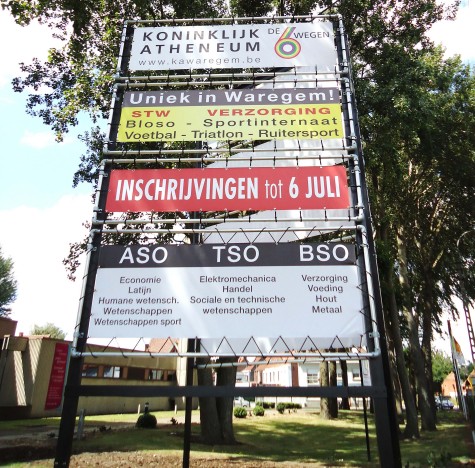 KONINKLIJK
ATHENEUM
DE 6 WEGEN
www.kawaregem.be
Uniek in Waregem!
STW VERZORGING
Bloso - Sportinternaat
Voetbal - Triatlon - Ruitersport
INSCHRIJVINGEN tot 6 JULI
ASO TSO BSO
Economie Elektromechanica Verzorging
Latijn Handel Voeding
Humane wetensch. Sociale en technische Hout
Wetenschappen wetenschappen Metaal
Wetenschappen sport